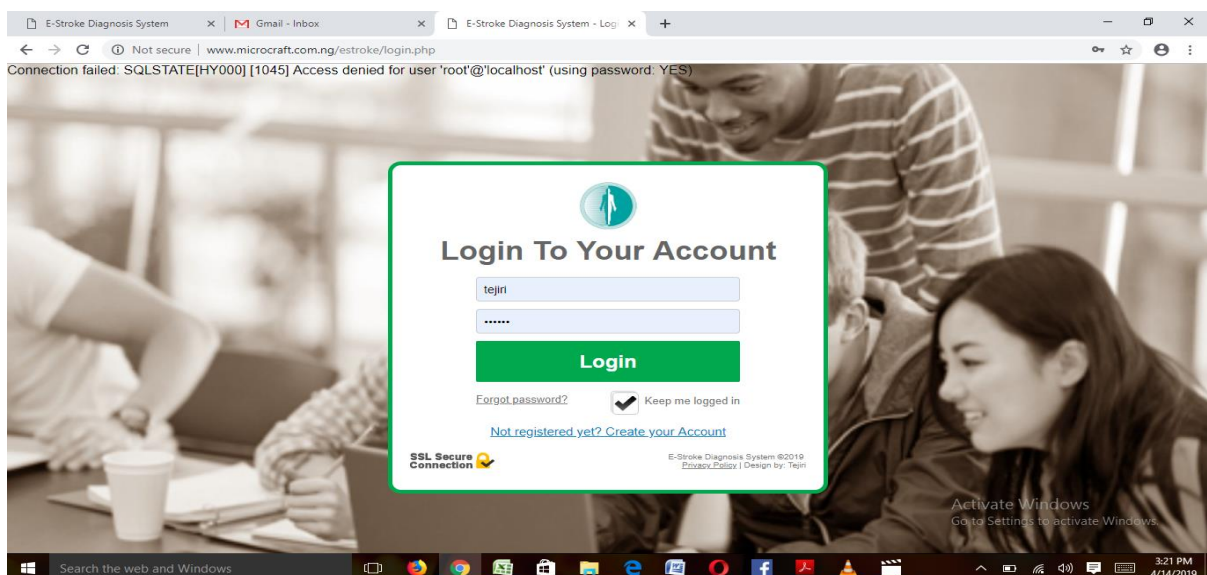 E-Stroke Diagnosis System
Gmail - Inbox
E-Stroke Diagnosis System - Logi
Not secure | www.microcraft.com.ng/estroke/login.php
Connection failed: SQLSTATE[HY000] [1045] Access denied for user 'root'@'localhost' (using password: YES)
Login To Your Account
tejiri
••••••
Login
Forgot password?
Keep me logged in
Not registered yet? Create your Account
SSL Secure
Connection
E-Stroke Diagnosis System ©2019
Privacy Policy | Design by: Tejiri
Activate Windows
Go to Settings to activate Windows.
Search the web and Windows
3:21 PM
4/14/2019